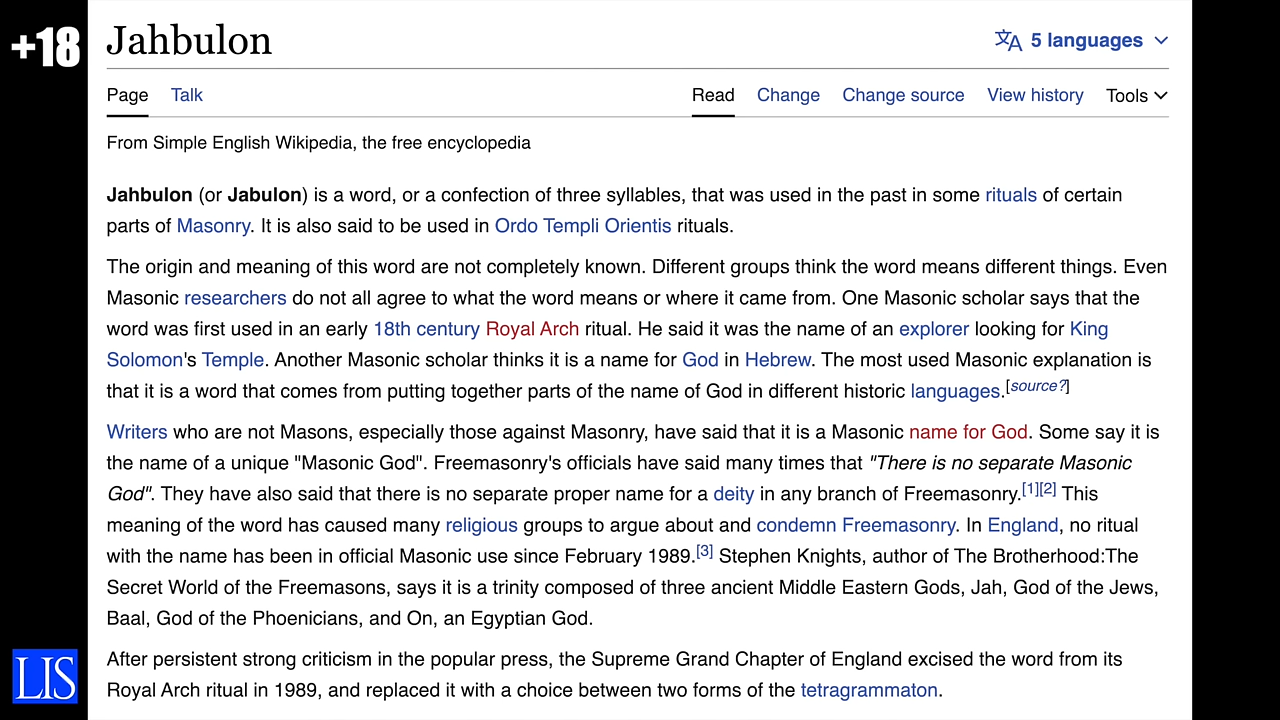 +18
Jahbulon
5 languages
Page Talk Read Change Change source View history Tools
From Simple English Wikipedia, the free encyclopedia
Jahbulon (or Jabulon) is a word, or a confection of three syllables, that was used in the past in some rituals of certain
parts of Masonry. It is also said to be used in Ordo Templi Orientis rituals.
The origin and meaning of this word are not completely known. Different groups think the word means different things. Even
Masonic researchers do not all agree to what the word means or where it came from. One Masonic scholar says that the
word was first used in an early 18th century Royal Arch ritual. He said it was the name of an explorer looking for King
Solomon's Temple. Another Masonic scholar thinks it is a name for God in Hebrew. The most used Masonic explanation is
that it is a word that comes from putting together parts of the name of God in different historic languages.[source?]
Writers who are not Masons, especially those against Masonry, have said that it is a Masonic name for God. Some say it is
the name of a unique "Masonic God". Freemasonry's officials have said many times that "There is no separate Masonic
God". They have also said that there is no separate proper name for a deity in any branch of Freemasonry.[1][2] This
meaning of the word has caused many religious groups to argue about and condemn Freemasonry. In England, no ritual
with the name has been in official Masonic use since February 1989.[3] Stephen Knights, author of The Brotherhood:The
Secret World of the Freemasons, says it is a trinity composed of three ancient Middle Eastern Gods, Jah, God of the Jews,
Baal, God of the Phoenicians, and On, an Egyptian God.
After persistent strong criticism in the popular press, the Supreme Grand Chapter of England excised the word from its
Royal Arch ritual in 1989, and replaced it with a choice between two forms of the tetragrammaton.
LIS